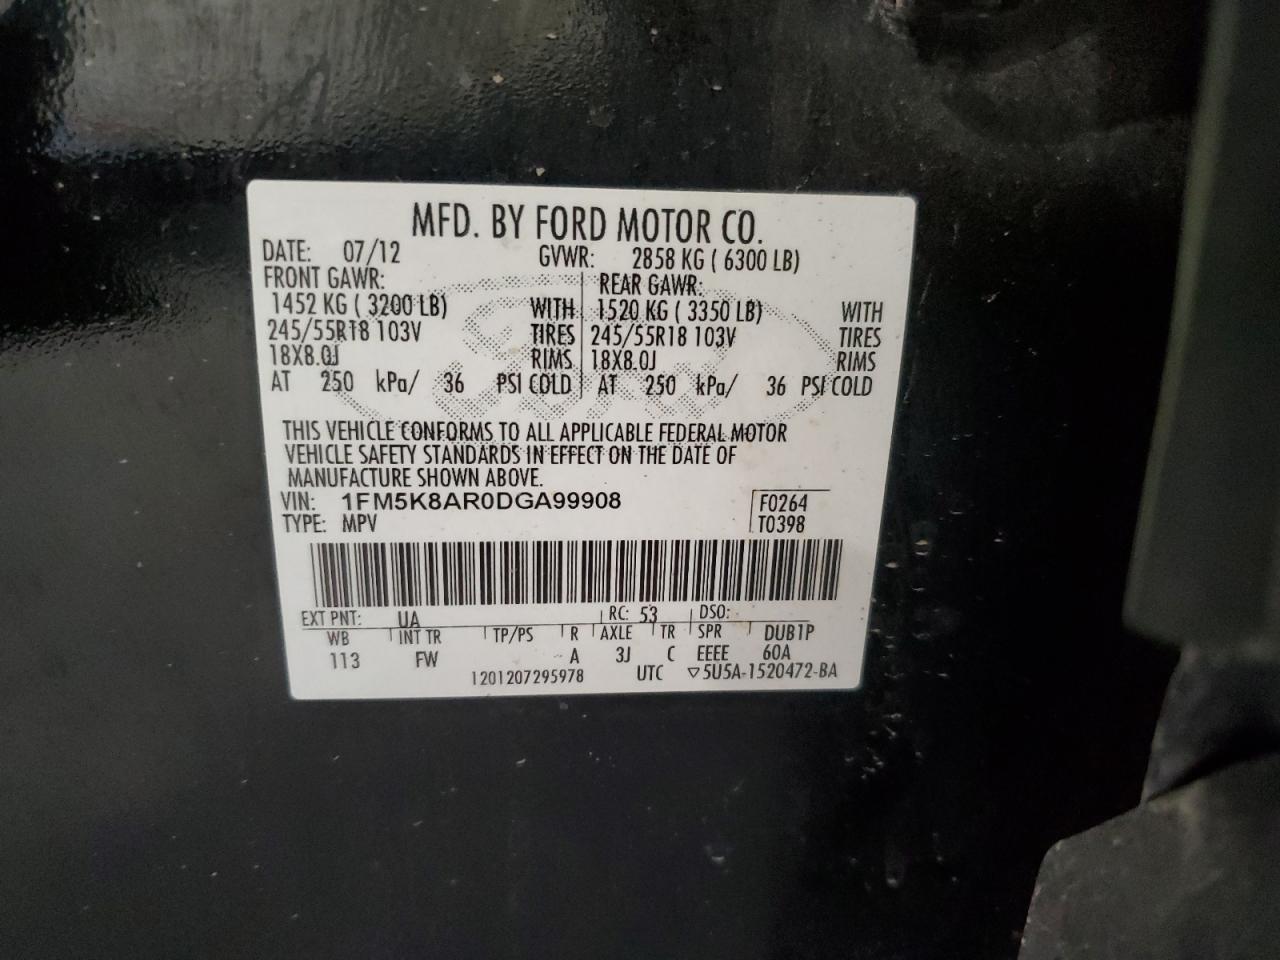 MFD. BY FORD MOTOR CO.
DATE: 07/12 GVWR: 2858 KG ( 6300 LB)
FRONT GAWR: REAR GAWR:
1452 KG ( 3200 LB) WITH 1520 KG ( 3350 LB) WITH
245/55R18 103V TIRES 245/55R18 103V TIRES
18X8.0J RIMS 18X8.0J RIMS
AT 250 kPa/ 36 PSI COLD AT 250 kPa/ 36 PSI COLD
THIS VEHICLE CONFORMS TO ALL APPLICABLE FEDERAL MOTOR
VEHICLE SAFETY STANDARDS IN EFFECT ON THE DATE OF
MANUFACTURE SHOWN ABOVE.
VIN: 1FM5K8AR0DGA99908 F0264
TYPE: MPV T0398
EXT PNT: UA RC: 53 DSO:
WB INT TR TP/PS R AXLE TR SPR DUB1P
113 FW A 3J C EEEE 60A
1201207295978 UTC ▽5U5A-1520472-BA